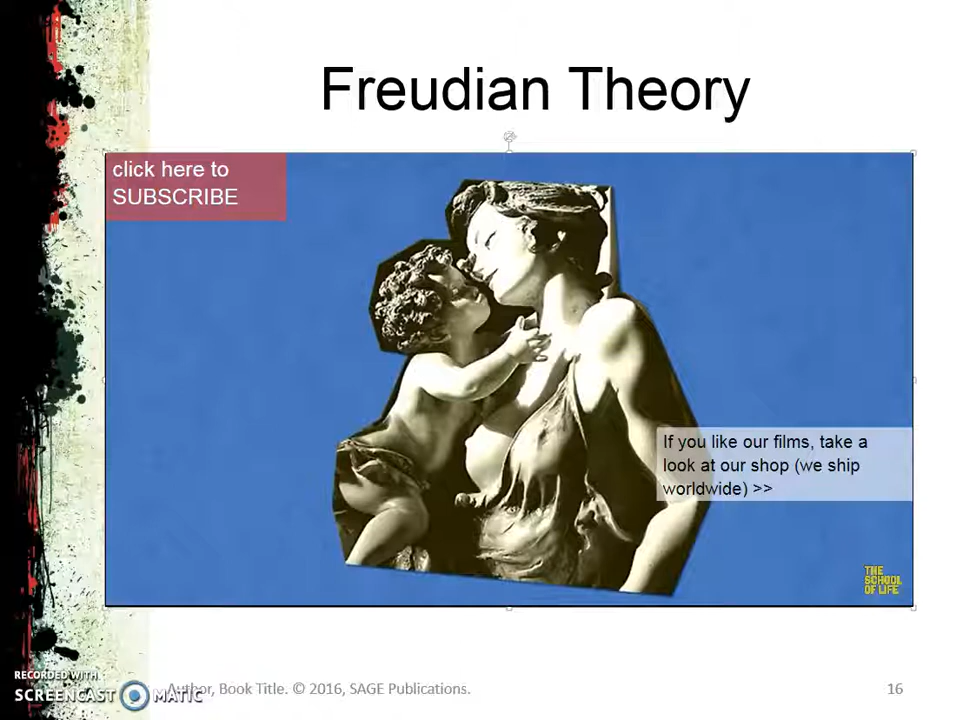 Freudian Theory
click here to
SUBSCRIBE
If you like our films, take a
look at our shop (we ship
worldwide) >>
THE
SCHOOL
OF LIFE
RECORDED WITH
SCREENCAST MATIC
Author, Book Title. © 2016, SAGE Publications.
16